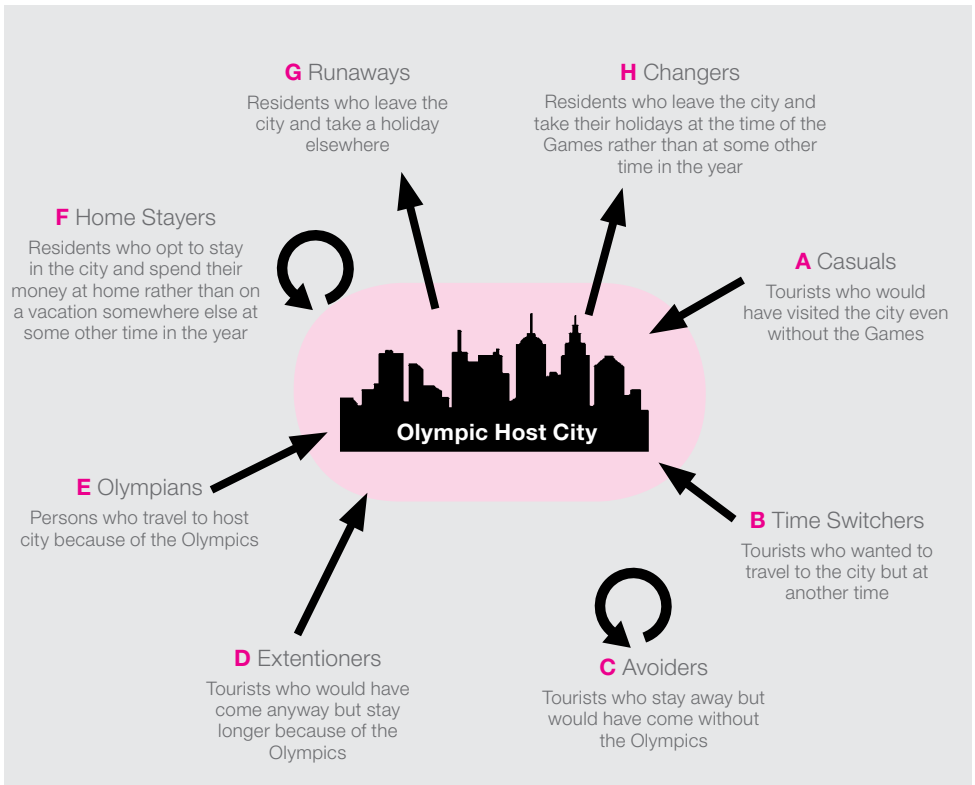 G Runaways
Residents who leave the
city and take a holiday
elsewhere
H Changers
Residents who leave the city and
take their holidays at the time of the
Games rather than at some other
time in the year
F Home Stayers
Residents who opt to stay
in the city and spend their
money at home rather than on
a vacation somewhere else at
some other time in the year
A Casuals
Tourists who would
have visited the city even
without the Games
Olympic Host City
E Olympians
Persons who travel to host
city because of the Olympics
B Time Switchers
Tourists who wanted to
travel to the city but at
another time
D Extentioners
Tourists who would have
come anyway but stay
longer because of the
Olympics
C Avoiders
Tourists who stay away but
would have come without
the Olympics